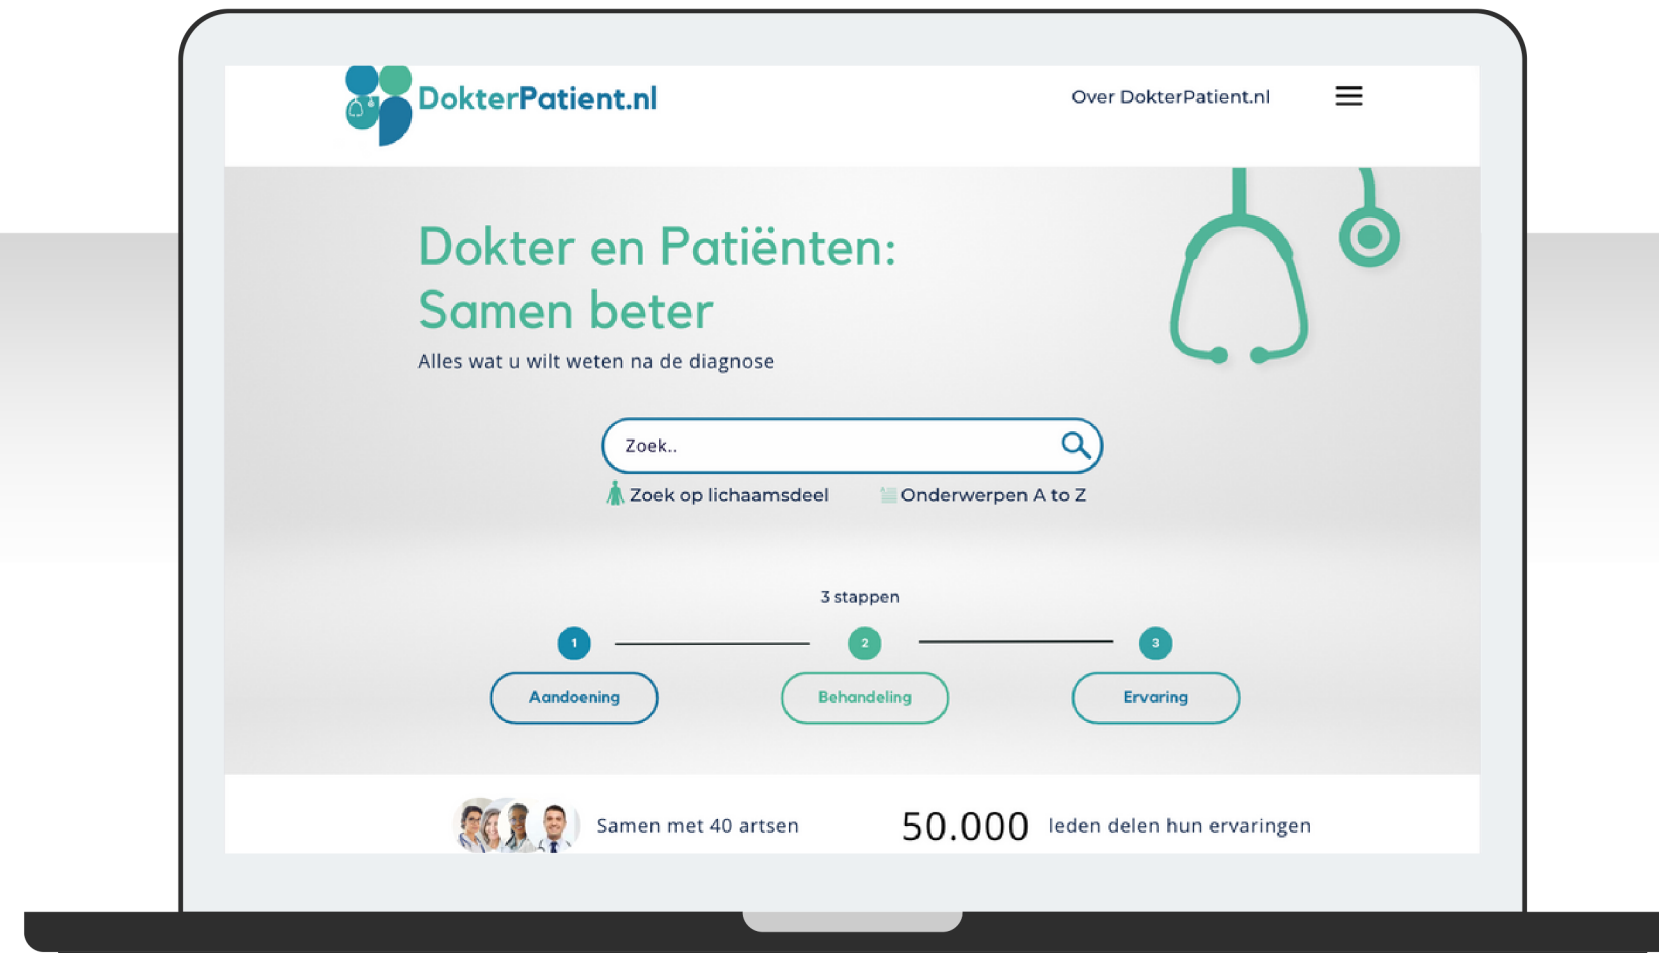 DokterPatient.nl
Over DokterPatient.nl
Dokter en Patiënten:
Samen beter
Alles wat u wilt weten na de diagnose
Zoek..
Zoek op lichaamsdeel
Onderwerpen A to Z
3 stappen
1
2
3
Aandoening
Behandeling
Ervaring
Samen met 40 artsen
50.000 leden delen hun ervaringen